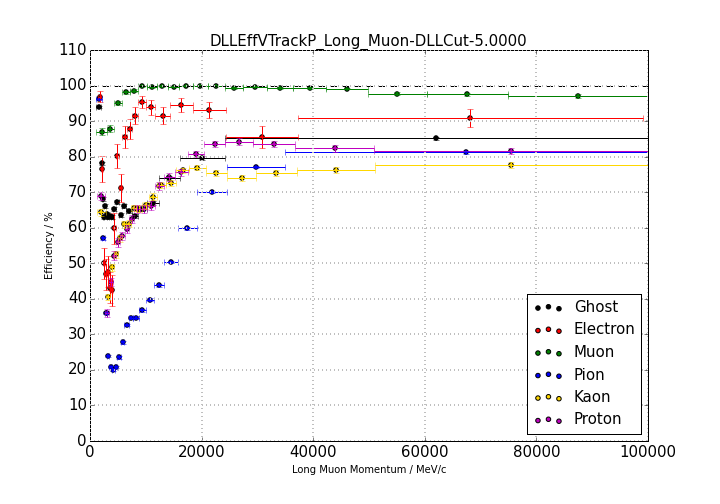 DLLEffVTrackP_Long_Muon-DLLCut-5.0000
110
100
90
80
70
60
50
40
30
20
10
0
Efficiency / %
0 20000 40000 60000 80000 100000
Long Muon Momentum / MeV/c
Ghost
Electron
Muon
Pion
Kaon
Proton